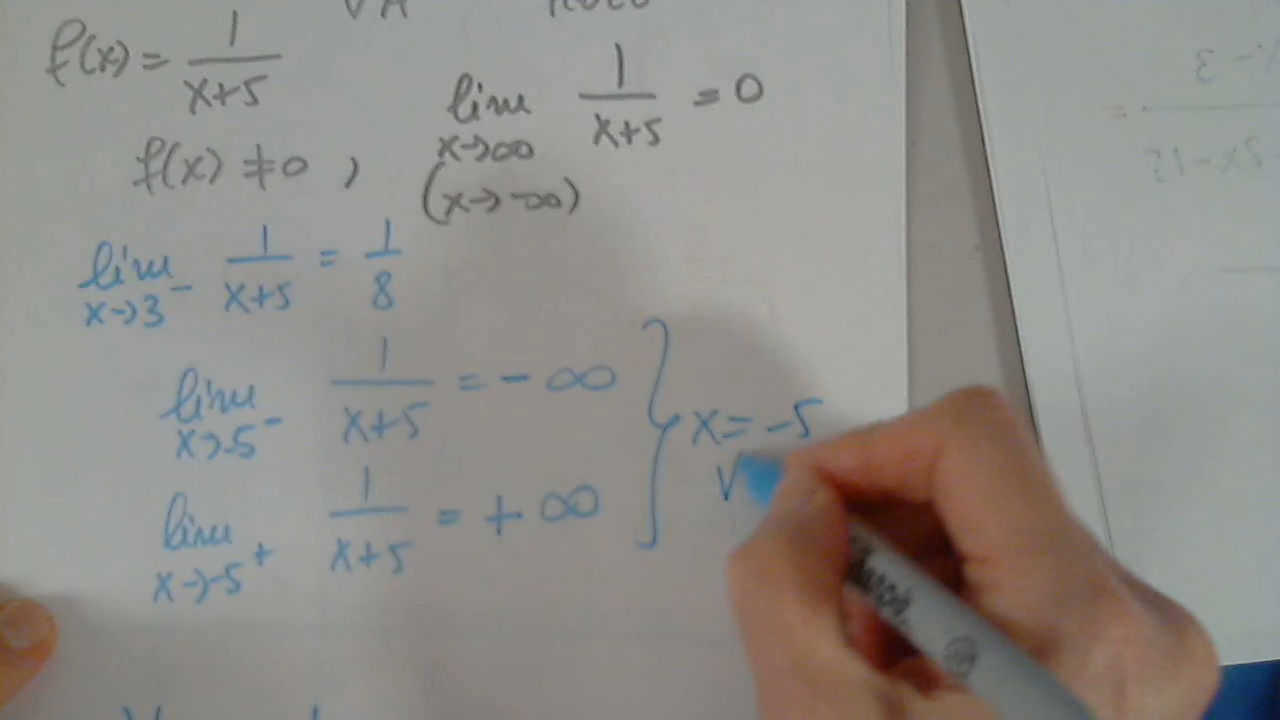 VA
f(x) = 1/(x+5)
lim x→∞ 1/(x+5) = 0
f(x) ≠ 0 , (x→-∞)
lim x→3⁻ 1/(x+5) = 1/8
lim x→-5⁻ 1/(x+5) = -∞
x = -5
V
lim x→-5⁺ 1/(x+5) = +∞